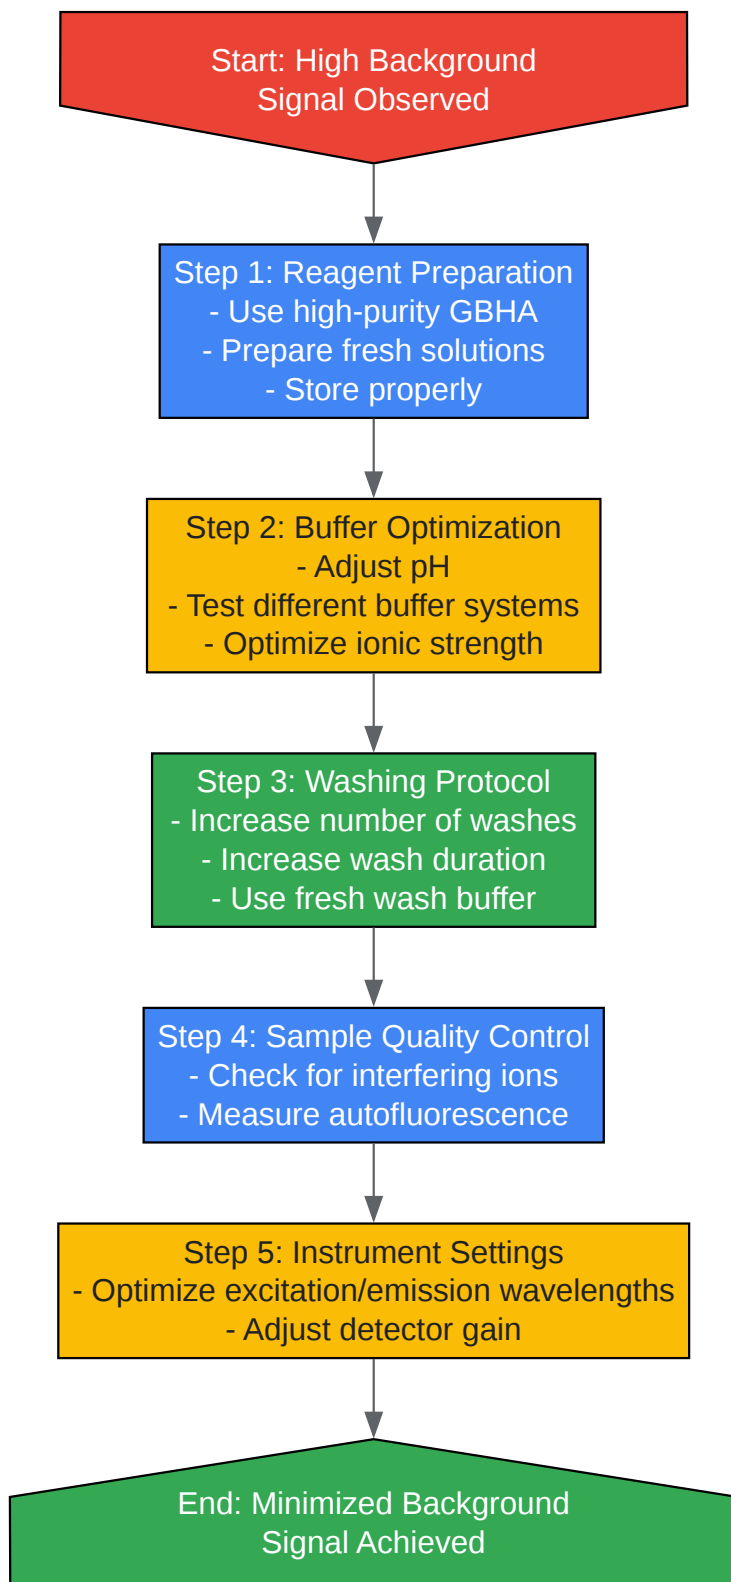 Start: High Background
Signal Observed
Step 1: Reagent Preparation
- Use high-purity GBHA
- Prepare fresh solutions
- Store properly
Step 2: Buffer Optimization
- Adjust pH
- Test different buffer systems
- Optimize ionic strength
Step 3: Washing Protocol
- Increase number of washes
- Increase wash duration
- Use fresh wash buffer
Step 4: Sample Quality Control
- Check for interfering ions
- Measure autofluorescence
Step 5: Instrument Settings
- Optimize excitation/emission wavelengths
- Adjust detector gain
End: Minimized Background
Signal Achieved